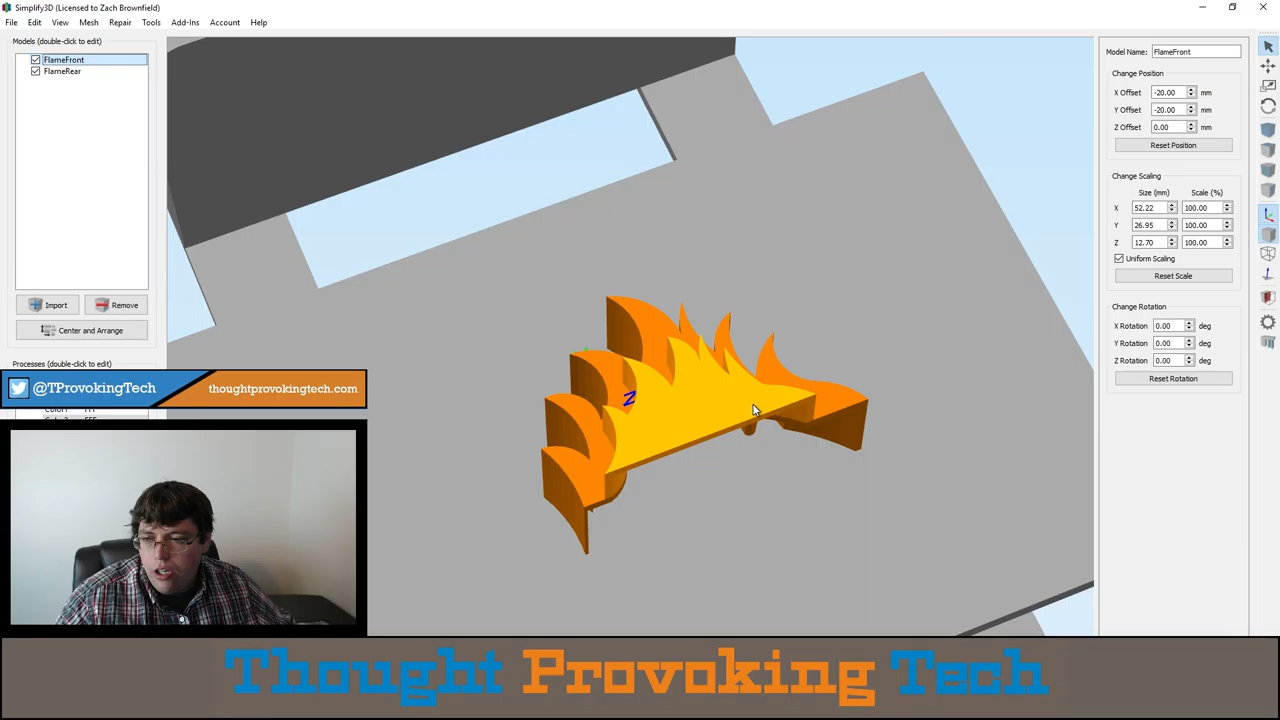 Simplify3D (Licensed to Zach Brownfield)
File Edit View Mesh Repair Tools Add-Ins Account Help
Models (double-click to edit)
FlameFront
FlameRear
Import Remove
Center and Arrange
Processes (double-click to edit)
@TProvokingTech thoughtprovokingtech.com
Z
Model Name: FlameFront
Change Position
X Offset -20.00 mm
Y Offset -20.00 mm
Z Offset 0.00 mm
Reset Position
Change Scaling
Size (mm) Scale (%)
X 52.22 100.00
Y 26.95 100.00
Z 12.70 100.00
Uniform Scaling
Reset Scale
Change Rotation
X Rotation 0.00 deg
Y Rotation 0.00 deg
Z Rotation 0.00 deg
Reset Rotation
Thought Provoking Tech